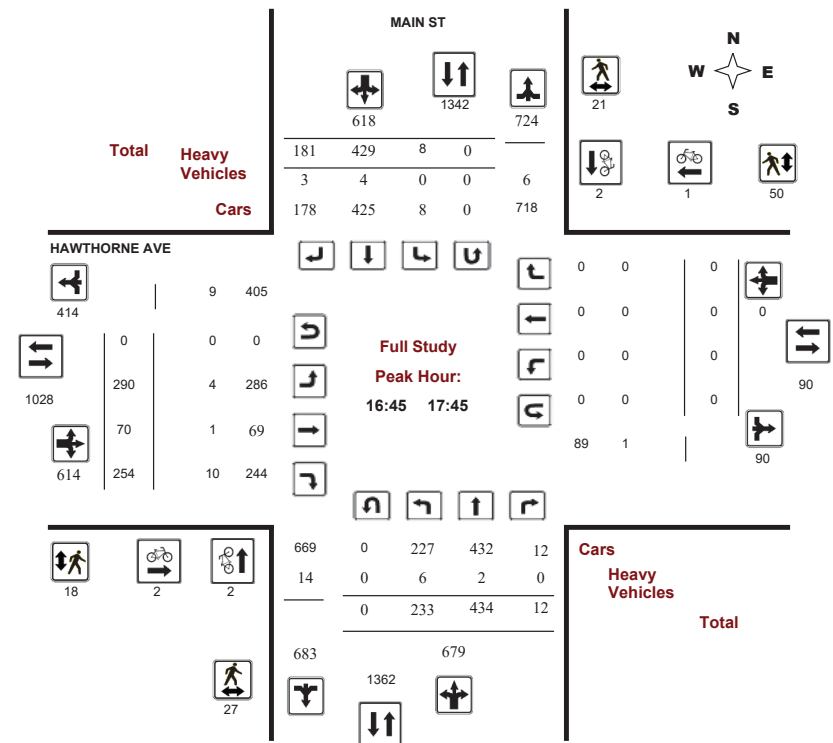 MAIN ST
N
W E
S
618 1342 724 21
181 429 8 0
Total Heavy Vehicles
3 4 0 0 6
2 1 50
Cars 178 425 8 0 718
HAWTHORNE AVE
414 9 405
0 0 0
0 0 0 0
1028 290 4 286
Full Study
0 0 0
90
Peak Hour:
0 0 0
16:45 17:45
0 0 0
70 1 69
614 254 10 244
89 1 90
669 0 227 432 12 Cars
14 0 6 2 0 Heavy Vehicles
18 2 2
0 233 434 12 Total
683 679
1362
27